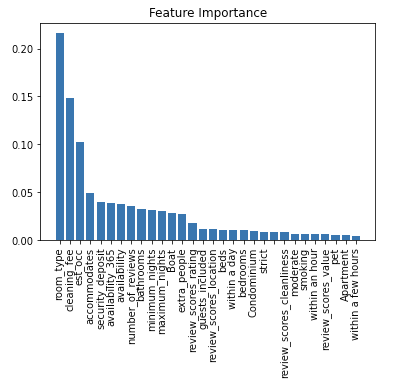 Feature Importance
0.20
0.15
0.10
0.05
0.00
room_type
cleaning_fee
est_occ
accommodates
security_deposit
availability_365
availability
number_of_reviews
bathrooms
minimum_nights
maximum_nights
Boat
extra_people
review_scores_rating
guests_included
review_scores_location
beds
within a day
bedrooms
Condominium
strict
review_scores_cleanliness
moderate
smoking
within an hour
review_scores_value
pet
Apartment
within a few hours